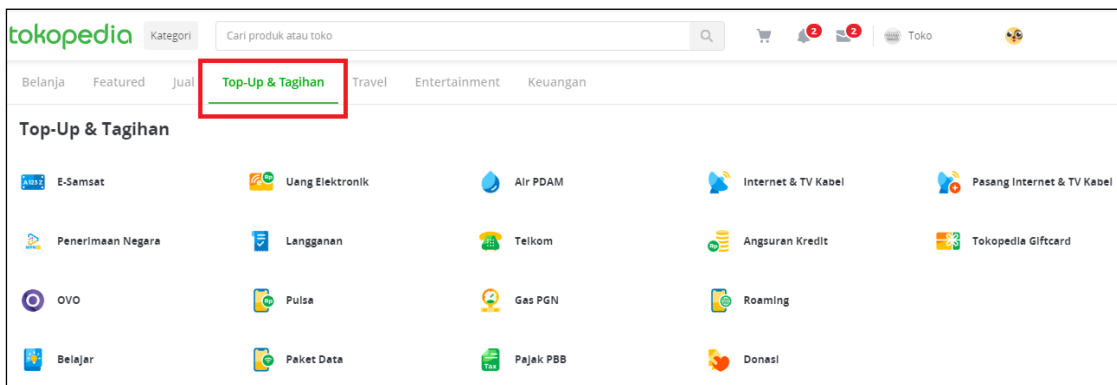 tokopedia Kategori Cari produk atau toko 2 2 Toko
Belanja Featured Jual Top-Up & Tagihan Travel Entertainment Keuangan
Top-Up & Tagihan
E-Samsat Uang Elektronik Air PDAM Internet & TV Kabel Pasang Internet & TV Kabel
Penerimaan Negara Langganan Telkom Angsuran Kredit Tokopedia Giftcard
OVO Pulsa Gas PGN Roaming
Belajar Paket Data Pajak PBB Donasi